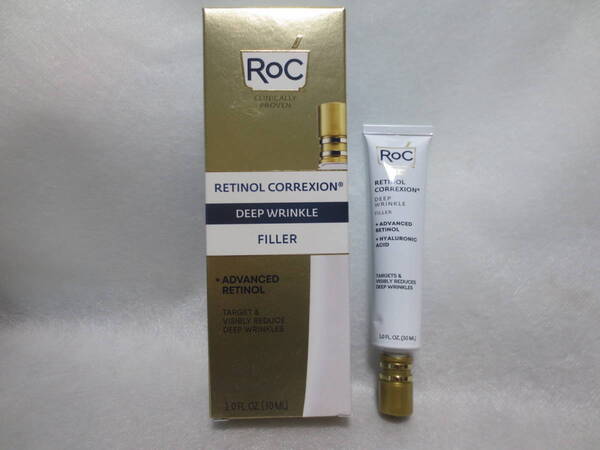 RoC
CLINICALLY
PROVEN
RETINOL CORREXION®
DEEP WRINKLE
FILLER
+ ADVANCED
RETINOL
TARGET &
VISIBLY REDUCE
DEEP WRINKLES
1.0 FL. OZ. (30 ML)
RoC
RETINOL
CORREXION®
DEEP
WRINKLE
FILLER
+ ADVANCED
RETINOL
+ HYALURONIC
ACID
TARGETS &
VISIBLY REDUCES
DEEP WRINKLES
1.0 FL. OZ. (30 ML)